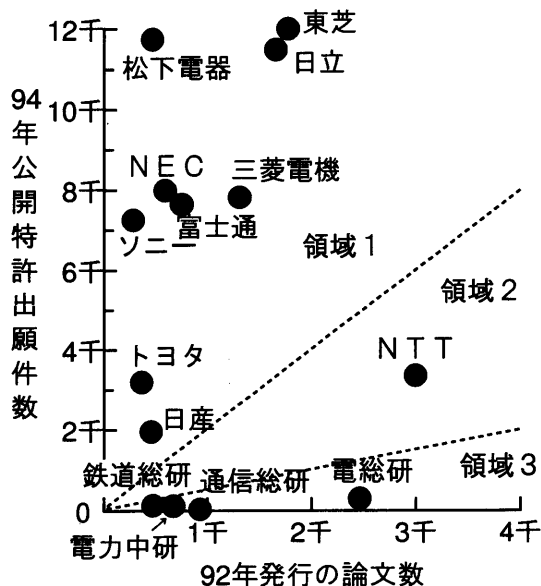 94年公開特許出願件数
12千
10千
8千
6千
4千
2千
0
東芝
日立
松下電器
NEC
三菱電機
富士通
ソニー
領域1
領域2
NTT
トヨタ
日産
鉄道総研
通信総研
電総研
領域3
電力中研
1千
2千
3千
4千
92年発行の論文数